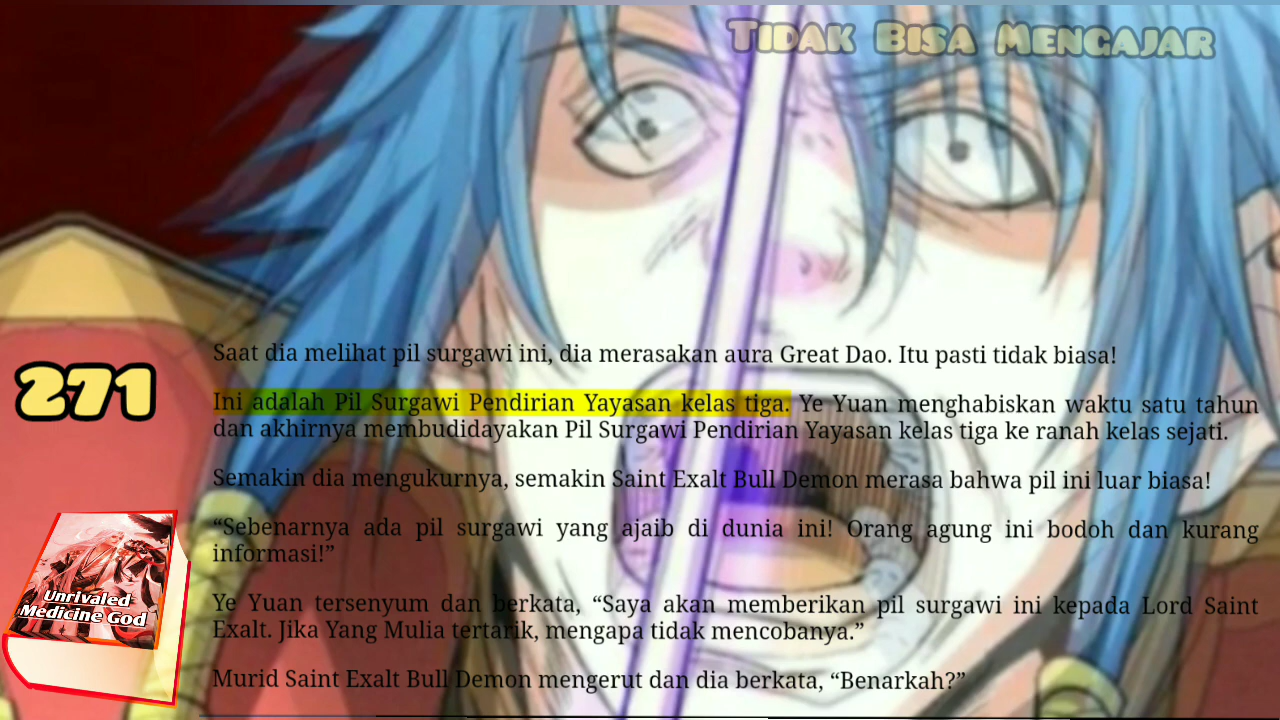 Tidak Bisa Mengajar
Saat dia melihat pil surgawi ini, dia merasakan aura Great Dao. Itu pasti tidak biasa!
271
Ini adalah Pil Surgawi Pendirian Yayasan kelas tiga. Ye Yuan menghabiskan waktu satu tahun
dan akhirnya membudidayakan Pil Surgawi Pendirian Yayasan kelas tiga ke ranah kelas sejati.
Semakin dia mengukurnya, semakin Saint Exalt Bull Demon merasa bahwa pil ini luar biasa!
“Sebenarnya ada pil surgawi yang ajaib di dunia ini! Orang agung ini bodoh dan kurang
informasi!”
Unrivaled
Medicine God
Ye Yuan tersenyum dan berkata, “Saya akan memberikan pil surgawi ini kepada Lord Saint
Exalt. Jika Yang Mulia tertarik, mengapa tidak mencobanya.”
Murid Saint Exalt Bull Demon mengerut dan dia berkata, “Benarkah?”